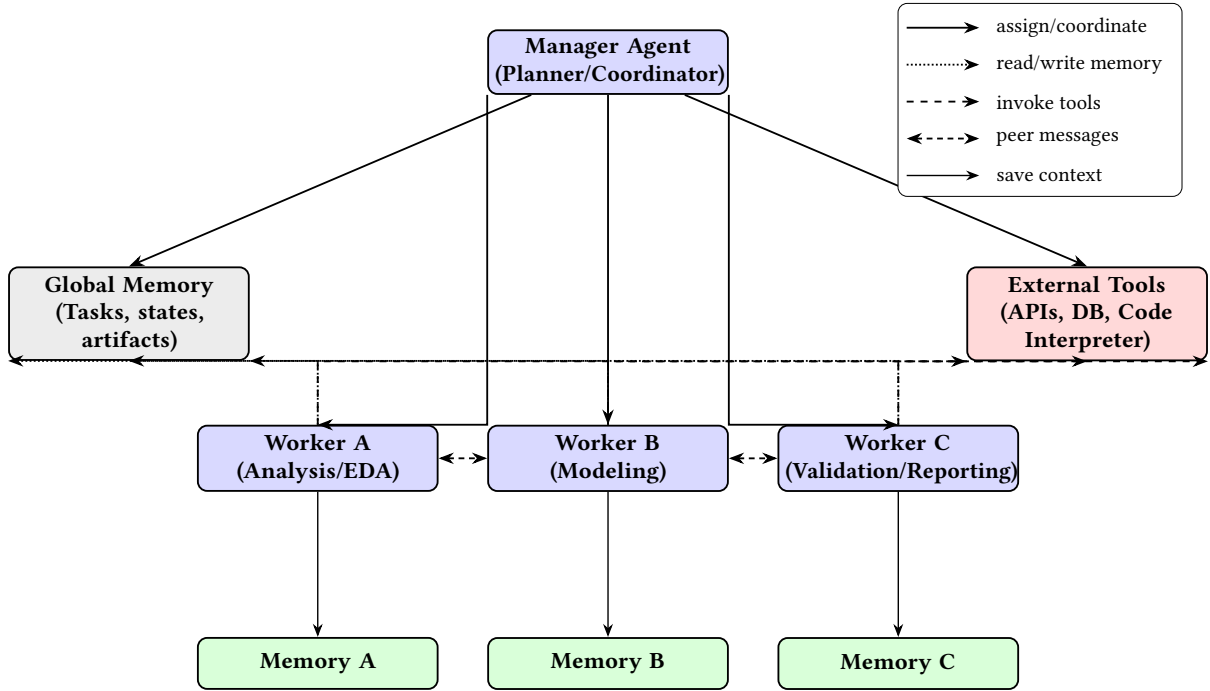 Manager Agent
(Planner/Coordinator)
assign/coordinate
read/write memory
invoke tools
peer messages
save context
Global Memory
(Tasks, states,
artifacts)
External Tools
(APIs, DB, Code
Interpreter)
Worker A
(Analysis/EDA)
Worker B
(Modeling)
Worker C
(Validation/Reporting)
Memory A
Memory B
Memory C